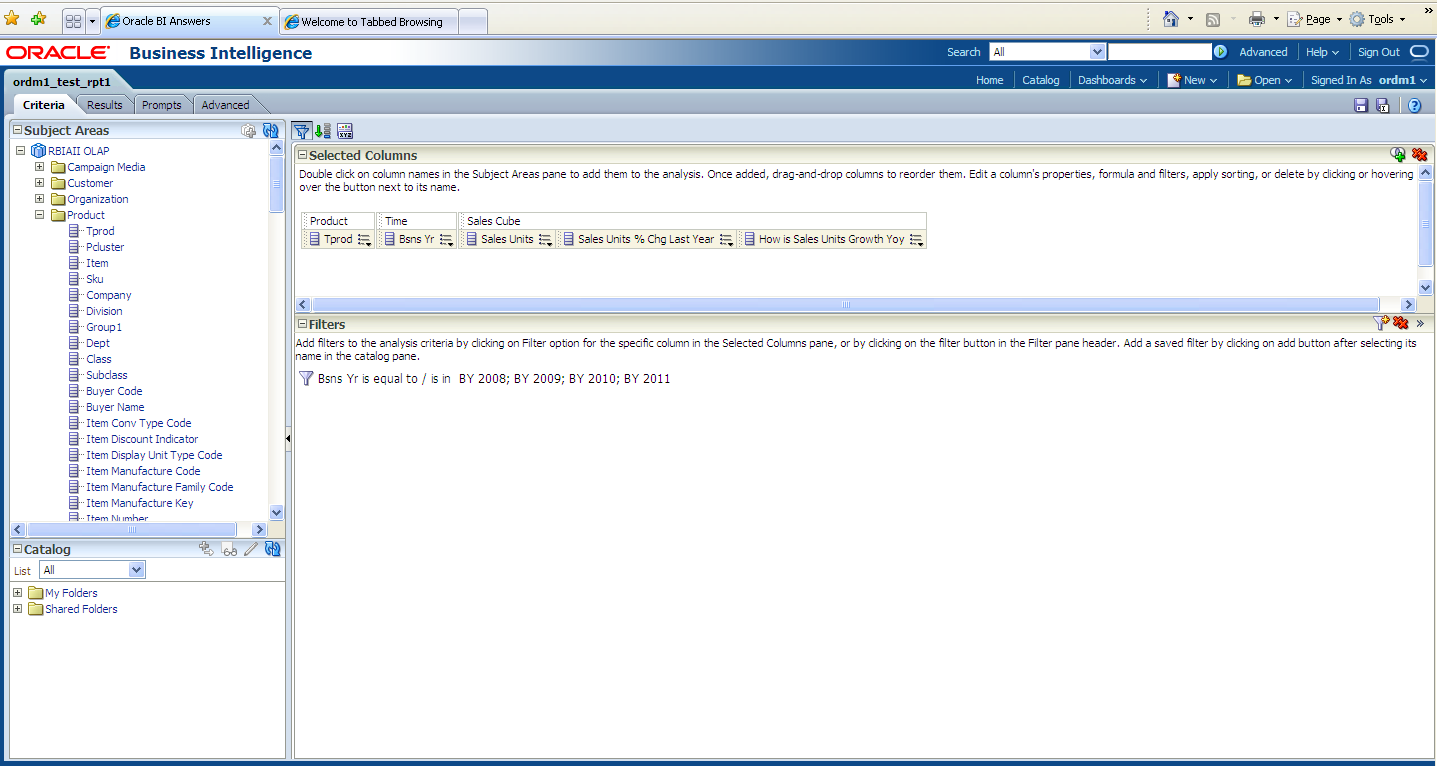 Oracle BI Answers
Welcome to Tabbed Browsing
Page
Tools
ORACLE Business Intelligence
Search All Advanced Help Sign Out
ordm1_test_rpt1
Home Catalog Dashboards New Open Signed In As ordm1
Criteria Results Prompts Advanced
Subject Areas
RBIAII OLAP
Campaign Media
Customer
Organization
Product
Tprod
Pcluster
Item
Sku
Company
Division
Group1
Dept
Class
Subclass
Buyer Code
Buyer Name
Item Conv Type Code
Item Discount Indicator
Item Display Unit Type Code
Item Manufacture Code
Item Manufacture Family Code
Item Manufacture Key
Item Number
Catalog
List All
My Folders
Shared Folders
Selected Columns
Double click on column names in the Subject Areas pane to add them to the analysis. Once added, drag-and-drop columns to reorder them. Edit a column's properties, formula and filters, apply sorting, or delete by clicking or hovering
over the button next to its name.
Product Time Sales Cube
Tprod Bsns Yr Sales Units Sales Units % Chg Last Year How is Sales Units Growth Yoy
Filters
Add filters to the analysis criteria by clicking on Filter option for the specific column in the Selected Columns pane, or by clicking on the filter button in the Filter pane header. Add a saved filter by clicking on add button after selecting its
name in the catalog pane.
Bsns Yr is equal to / is in BY 2008; BY 2009; BY 2010; BY 2011